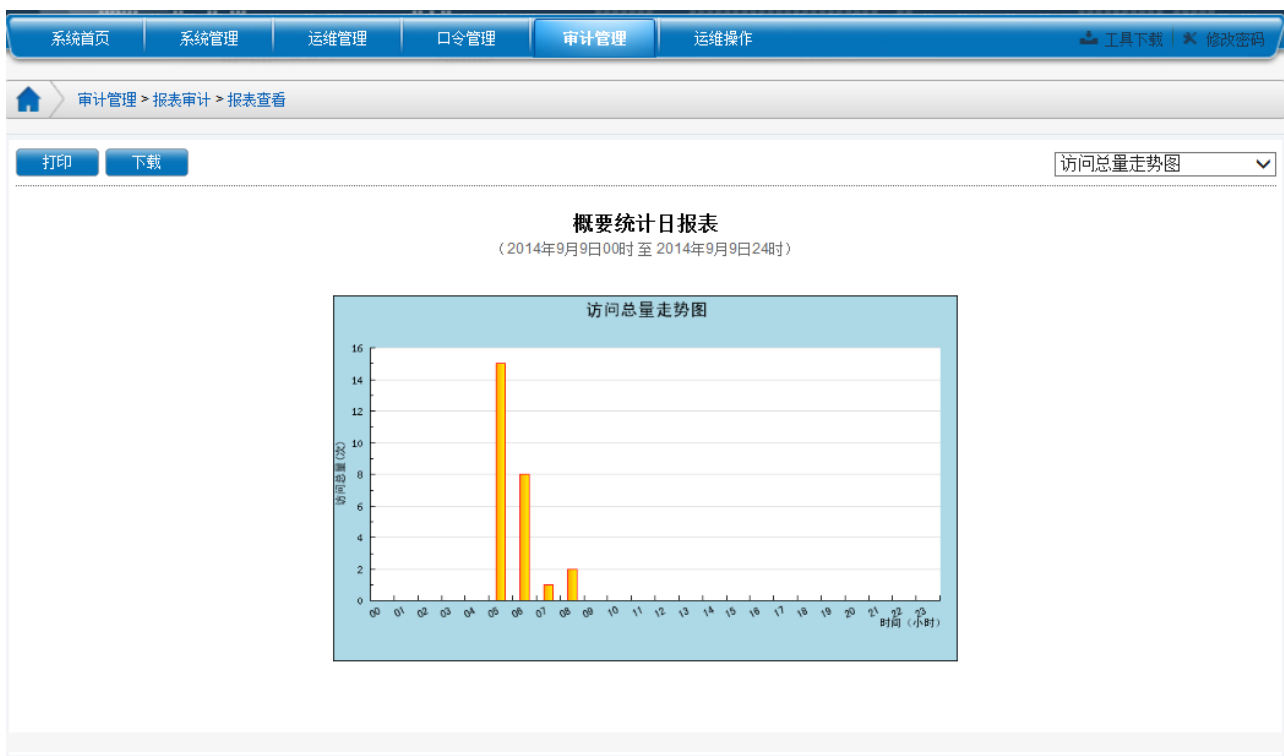 系统首页 系统管理 运维管理 口令管理 审计管理 运维操作 工具下载 修改密码
审计管理 > 报表审计 > 报表查看
打印 下载 访问总量走势图
概要统计日报表
（2014年9月9日00时 至 2014年9月9日24时）
访问总量走势图
16
14
12
10
8
6
4
2
0
访问总量(次)
00 01 02 03 04 05 06 07 08 09 10 11 12 13 14 15 16 17 18 19 20 21 22 23
时间（小时）